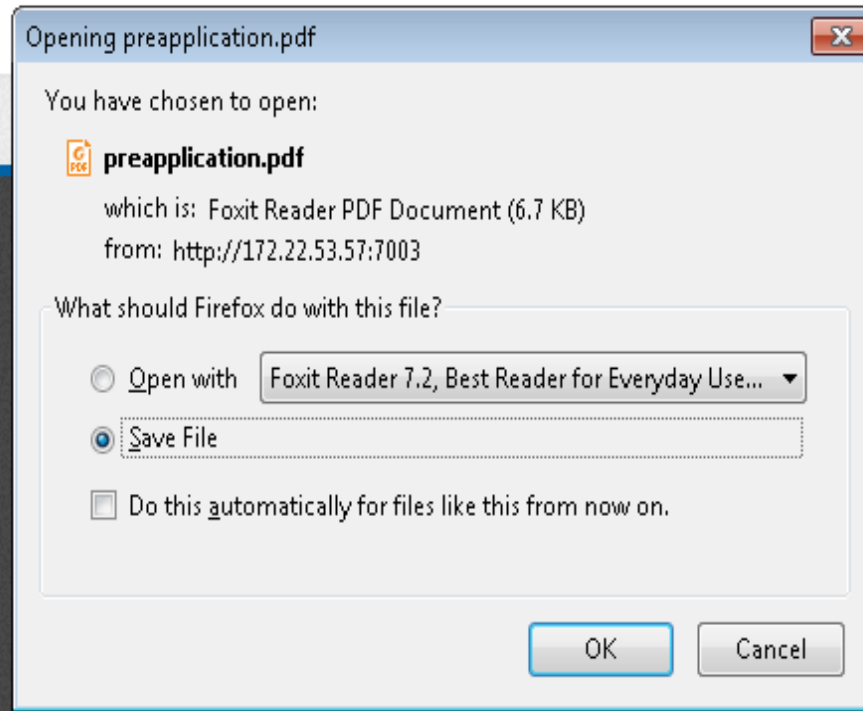 Opening preapplication.pdf
You have chosen to open:
preapplication.pdf
which is: Foxit Reader PDF Document (6.7 KB)
from: http://172.22.53.57:7003
What should Firefox do with this file?
Open with Foxit Reader 7.2, Best Reader for Everyday Use...
Save File
Do this automatically for files like this from now on.
OK Cancel